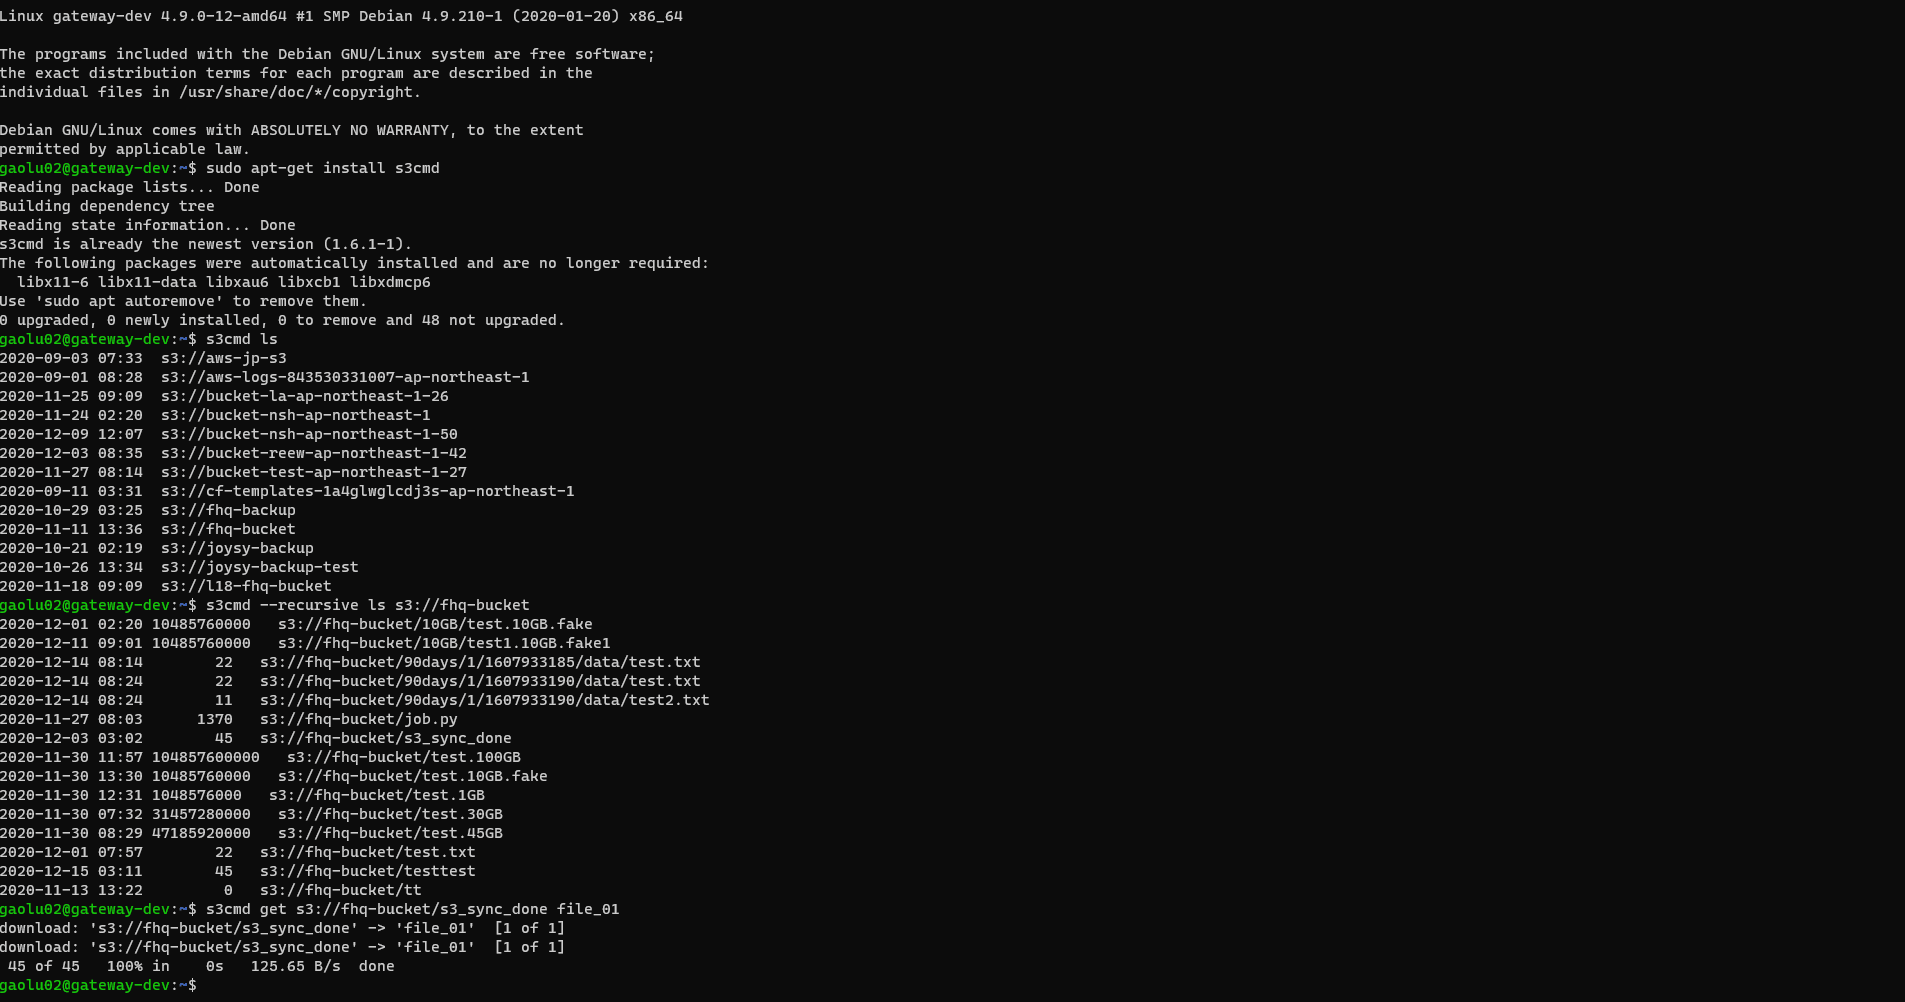 Linux gateway-dev 4.9.0-12-amd64 #1 SMP Debian 4.9.210-1 (2020-01-20) x86_64
The programs included with the Debian GNU/Linux system are free software;
the exact distribution terms for each program are described in the
individual files in /usr/share/doc/*/copyright.
Debian GNU/Linux comes with ABSOLUTELY NO WARRANTY, to the extent
permitted by applicable law.
gaolu02@gateway-dev:~$ sudo apt-get install s3cmd
Reading package lists... Done
Building dependency tree
Reading state information... Done
s3cmd is already the newest version (1.6.1-1).
The following packages were automatically installed and are no longer required:
  libx11-6 libx11-data libxau6 libxcb1 libxdmcp6
Use 'sudo apt autoremove' to remove them.
0 upgraded, 0 newly installed, 0 to remove and 48 not upgraded.
gaolu02@gateway-dev:~$ s3cmd ls
2020-09-03 07:33  s3://aws-jp-s3
2020-09-01 08:28  s3://aws-logs-843530331007-ap-northeast-1
2020-11-25 09:09  s3://bucket-la-ap-northeast-1-26
2020-11-24 02:20  s3://bucket-nsh-ap-northeast-1
2020-12-09 12:07  s3://bucket-nsh-ap-northeast-1-50
2020-12-03 08:35  s3://bucket-reew-ap-northeast-1-42
2020-11-27 08:14  s3://bucket-test-ap-northeast-1-27
2020-09-11 03:31  s3://cf-templates-1a4glwglcdj3s-ap-northeast-1
2020-10-29 03:25  s3://fhq-backup
2020-11-11 13:36  s3://fhq-bucket
2020-10-21 02:19  s3://joysy-backup
2020-10-26 13:34  s3://joysy-backup-test
2020-11-18 09:09  s3://l18-fhq-bucket
gaolu02@gateway-dev:~$ s3cmd --recursive ls s3://fhq-bucket
2020-12-01 02:20 10485760000   s3://fhq-bucket/10GB/test.10GB.fake
2020-12-11 09:01 10485760000   s3://fhq-bucket/10GB/test1.10GB.fake1
2020-12-14 08:14        22   s3://fhq-bucket/90days/1/1607933185/data/test.txt
2020-12-14 08:24        22   s3://fhq-bucket/90days/1/1607933190/data/test.txt
2020-12-14 08:24        11   s3://fhq-bucket/90days/1/1607933190/data/test2.txt
2020-11-27 08:03      1370   s3://fhq-bucket/job.py
2020-12-03 03:02        45   s3://fhq-bucket/s3_sync_done
2020-11-30 11:57 104857600000   s3://fhq-bucket/test.100GB
2020-11-30 13:30 10485760000   s3://fhq-bucket/test.10GB.fake
2020-11-30 12:31 1048576000   s3://fhq-bucket/test.1GB
2020-11-30 07:32 31457280000   s3://fhq-bucket/test.30GB
2020-11-30 08:29 47185920000   s3://fhq-bucket/test.45GB
2020-12-01 07:57        22   s3://fhq-bucket/test.txt
2020-12-15 03:11        45   s3://fhq-bucket/testtest
2020-11-13 13:22         0   s3://fhq-bucket/tt
gaolu02@gateway-dev:~$ s3cmd get s3://fhq-bucket/s3_sync_done file_01
download: 's3://fhq-bucket/s3_sync_done' -> 'file_01'  [1 of 1]
download: 's3://fhq-bucket/s3_sync_done' -> 'file_01'  [1 of 1]
 45 of 45   100% in    0s   125.65 B/s  done
gaolu02@gateway-dev:~$